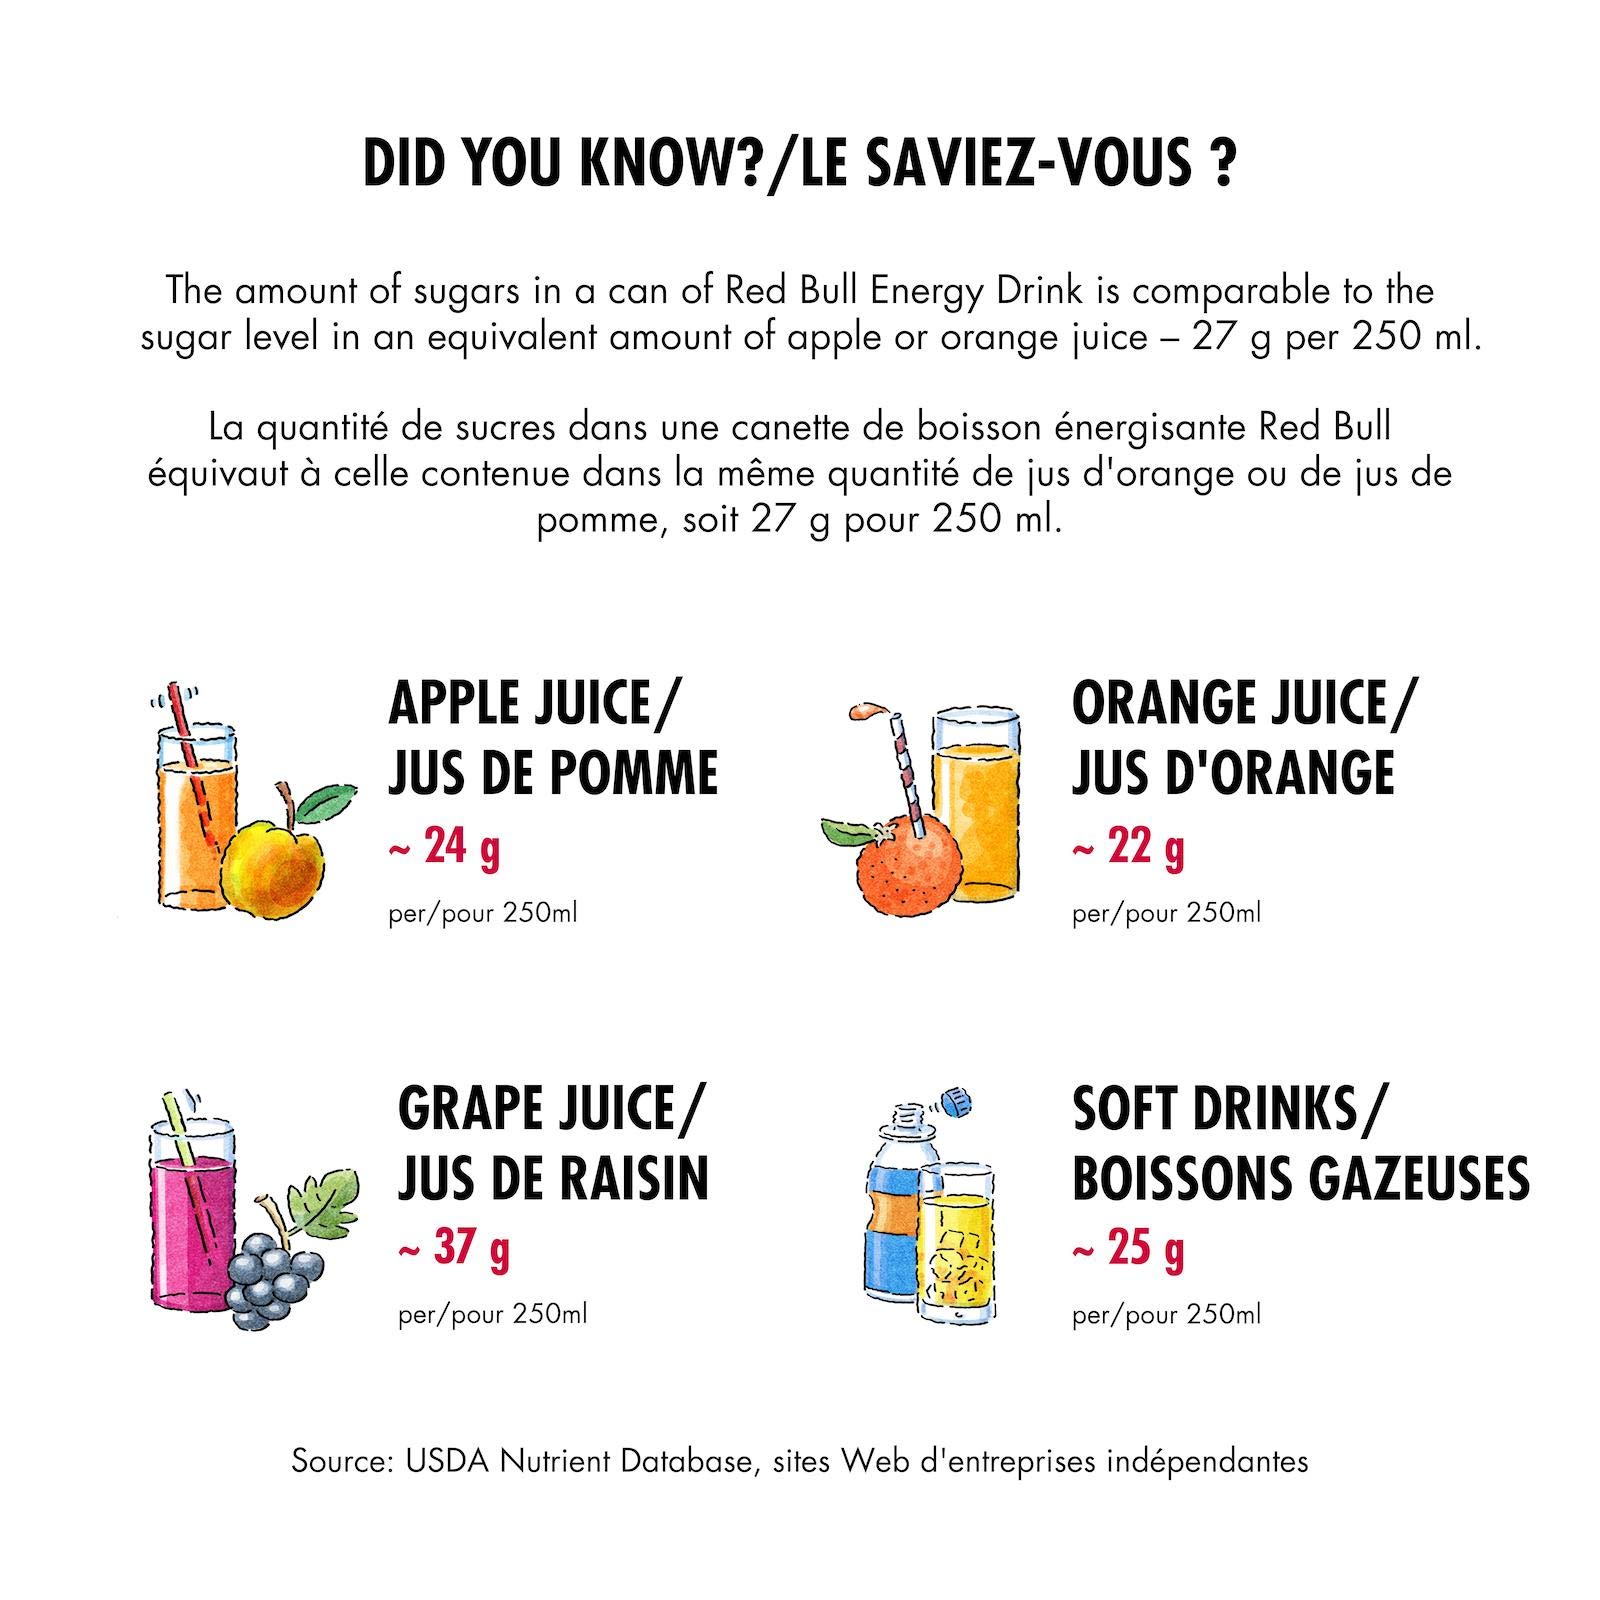 DID YOU KNOW?/LE SAVIEZ-VOUS ?
The amount of sugars in a can of Red Bull Energy Drink is comparable to the
sugar level in an equivalent amount of apple or orange juice – 27 g per 250 ml.
La quantité de sucres dans une canette de boisson énergisante Red Bull
équivaut à celle contenue dans la même quantité de jus d'orange ou de jus de
pomme, soit 27 g pour 250 ml.
APPLE JUICE/
JUS DE POMME
~ 24 g
per/pour 250ml
ORANGE JUICE/
JUS D'ORANGE
~ 22 g
per/pour 250ml
GRAPE JUICE/
JUS DE RAISIN
~ 37 g
per/pour 250ml
SOFT DRINKS/
BOISSONS GAZEUSES
~ 25 g
per/pour 250ml
Source: USDA Nutrient Database, sites Web d'entreprises indépendantes